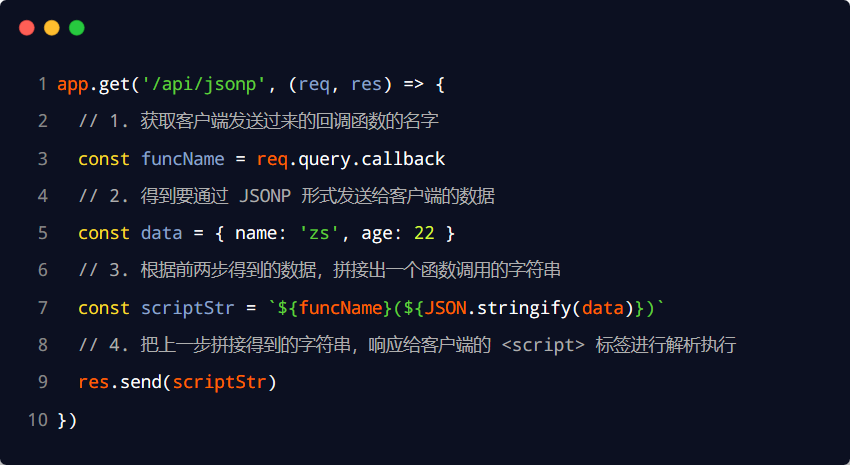 1 app.get('/api/jsonp', (req, res) => {
2 // 1. 获取客户端发送过来的回调函数的名字
3 const funcName = req.query.callback
4 // 2. 得到要通过 JSONP 形式发送给客户端的数据
5 const data = { name: 'zs', age: 22 }
6 // 3. 根据前两步得到的数据，拼接出一个函数调用的字符串
7 const scriptStr = `${funcName}(${JSON.stringify(data)})`
8 // 4. 把上一步拼接得到的字符串，响应给客户端的 <script> 标签进行解析执行
9 res.send(scriptStr)
10 })